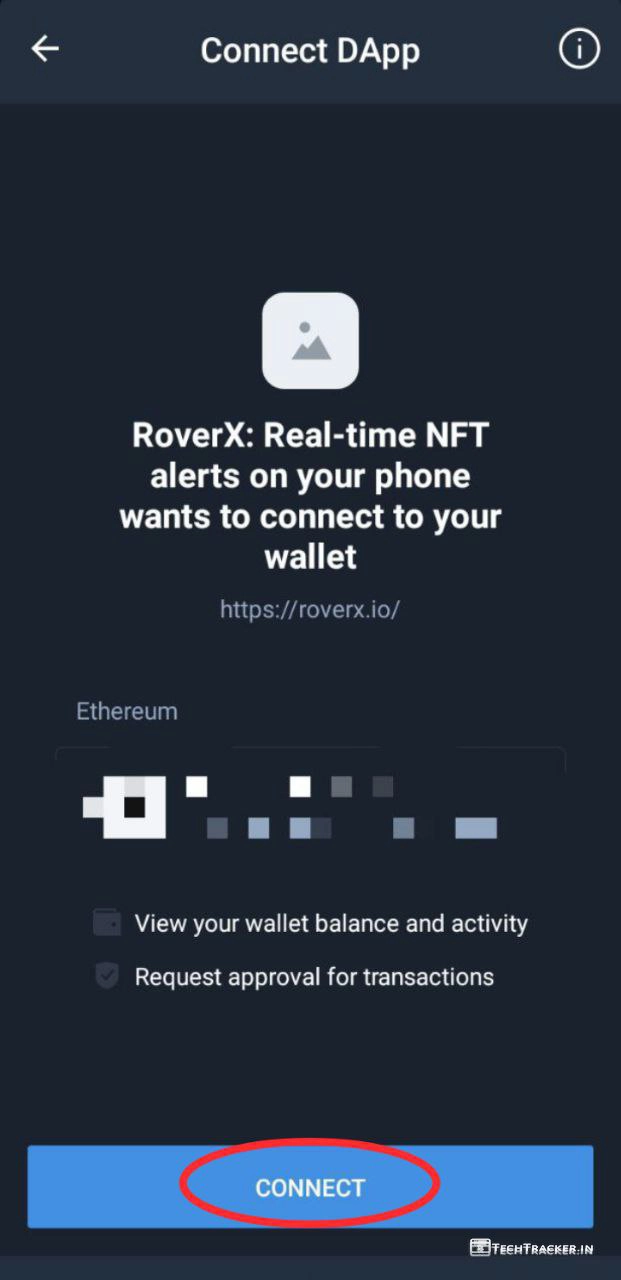 Connect DApp
RoverX: Real-time NFT
alerts on your phone
wants to connect to your
wallet
https://roverx.io/
Ethereum
View your wallet balance and activity
Request approval for transactions
CONNECT
TECHTRACKER.IN